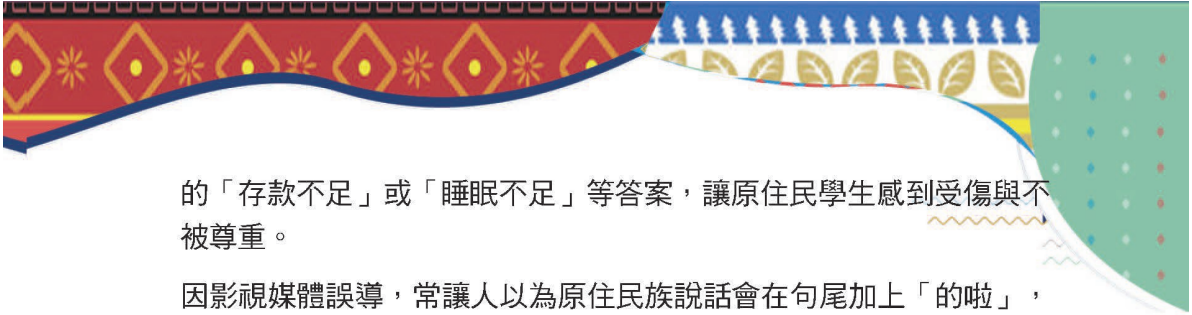 的「存款不足」或「睡眠不足」等答案，讓原住民學生感到受傷與不
被尊重。
因影視媒體誤導，常讓人以為原住民族說話會在句尾加上「的啦」，